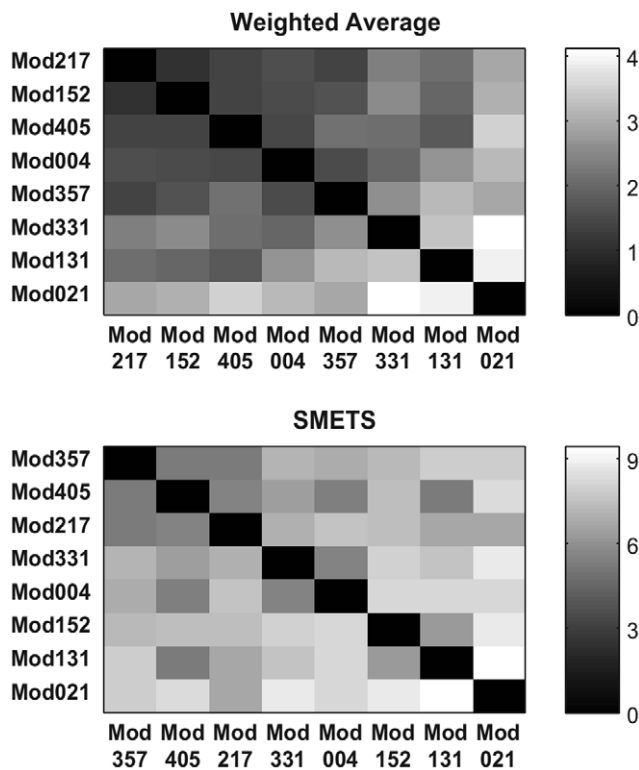 Weighted Average
Mod217
Mod152
Mod405
Mod004
Mod357
Mod331
Mod131
Mod021
Mod Mod Mod Mod Mod Mod Mod Mod
217 152 405 004 357 331 131 021
4
3
2
1
0
SMETS
Mod357
Mod405
Mod217
Mod331
Mod004
Mod152
Mod131
Mod021
Mod Mod Mod Mod Mod Mod Mod Mod
357 405 217 331 004 152 131 021
9
6
3
0